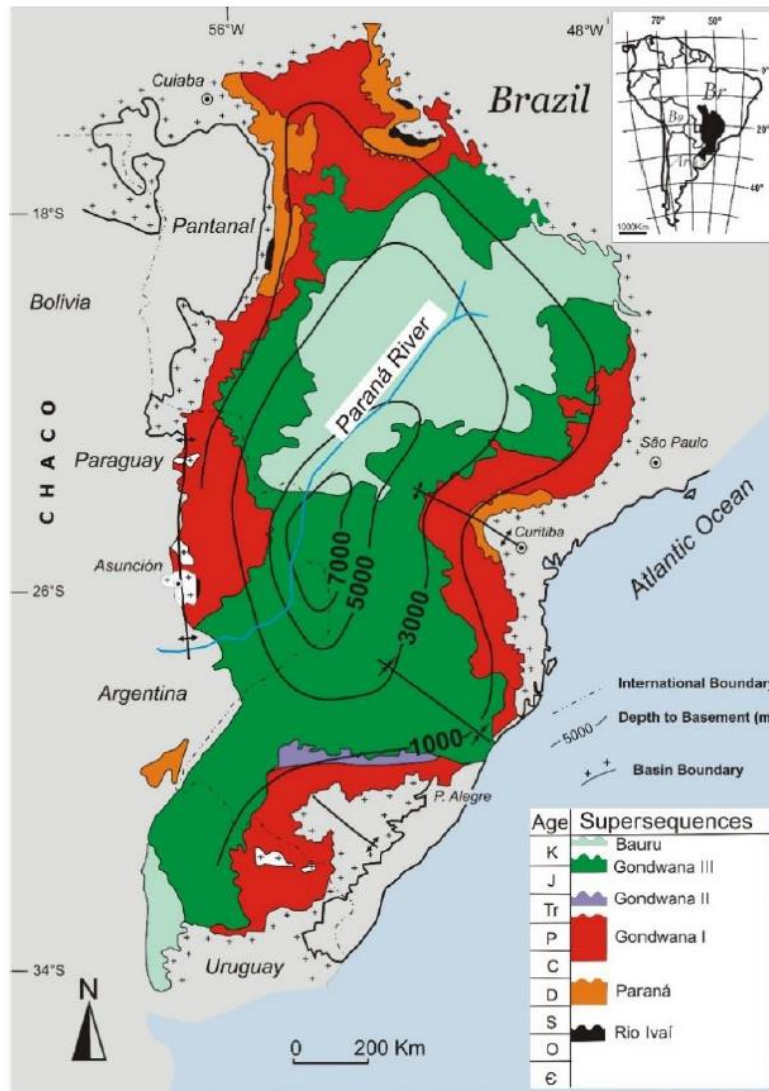 56°W
48°W
70°
50°
Cuiaba
Brazil
Br
0°
Bo
20°
Arg
40°
1000Km
18°S
Pantanal
Bolivia
Paraná River
CHACO
Paraguay
São Paulo
Curitiba
Atlantic Ocean
Asunción
26°S
7000
5000
3000
Argentina
International Boundary
Depth to Basement (m
5000
1000
Basin Boundary
P. Alegre
Age Supersequences
K Bauru
J Gondwana III
Tr Gondwana II
P Gondwana I
C
D Paraná
S
O Rio Ivaí
Є
34°S
Uruguay
N
0 200 Km